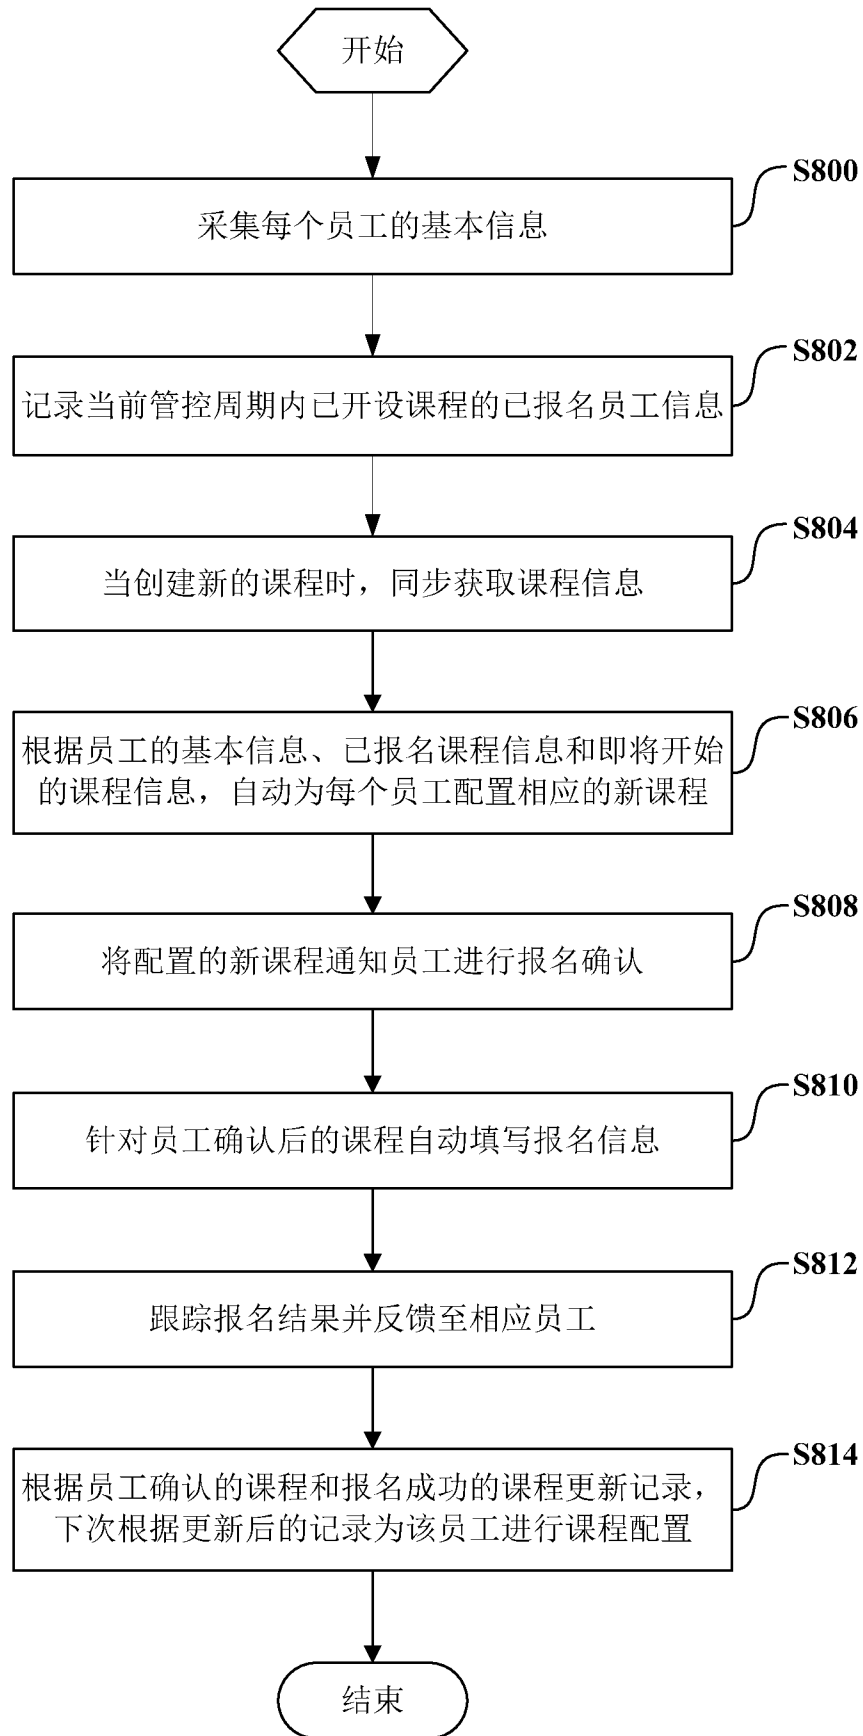 开始
S800
采集每个员工的基本信息
S802
记录当前管控周期内已开设课程的已报名员工信息
S804
当创建新的课程时，同步获取课程信息
S806
根据员工的基本信息、已报名课程信息和即将开始
的课程信息，自动为每个员工配置相应的新课程
S808
将配置的新课程通知员工进行报名确认
S810
针对员工确认后的课程自动填写报名信息
S812
跟踪报名结果并反馈至相应员工
S814
根据员工确认的课程和报名成功的课程更新记录，
下次根据更新后的记录为该员工进行课程配置
结束